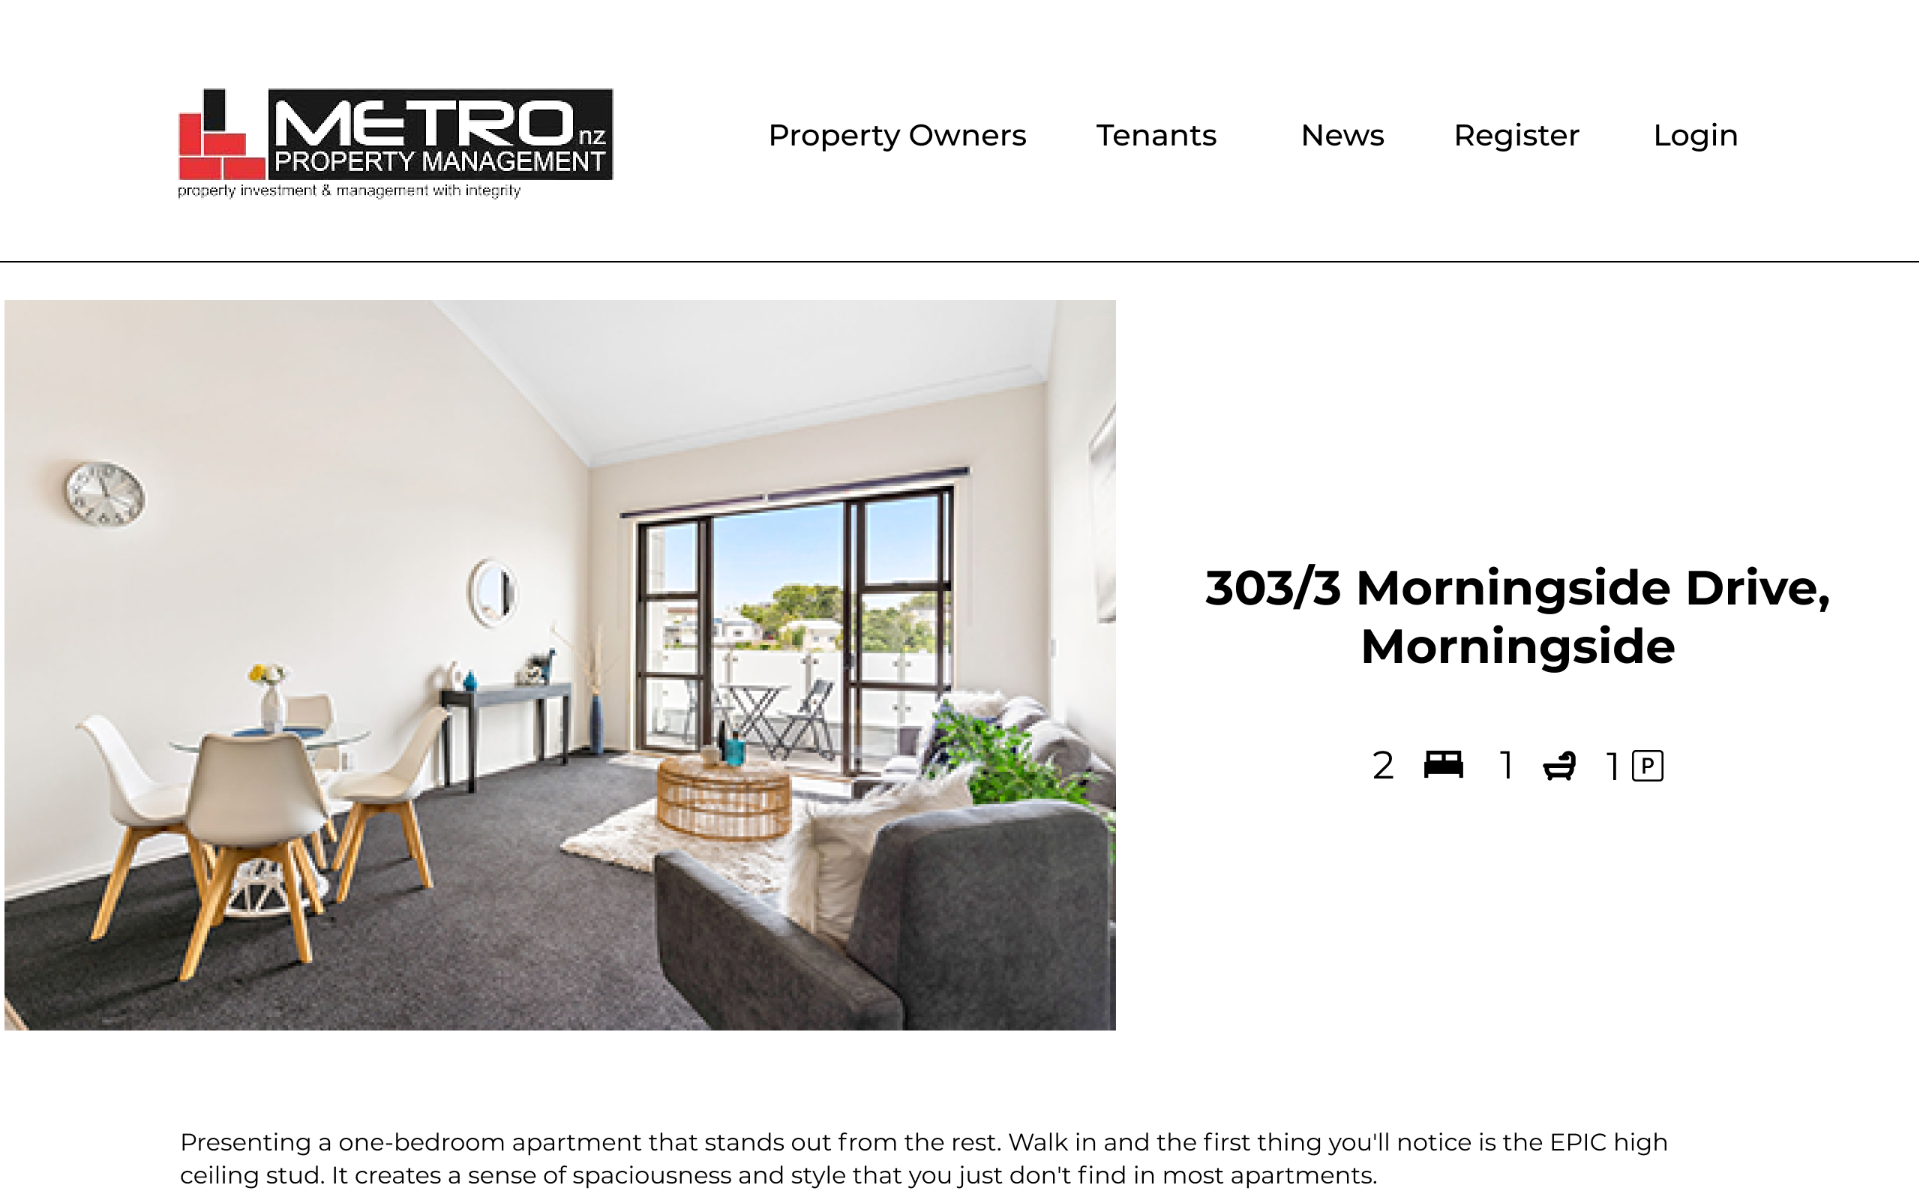 METRO nz
PROPERTY MANAGEMENT
property investment & management with integrity
Property Owners
Tenants
News
Register
Login
303/3 Morningside Drive,
Morningside
2 1 1 P
Presenting a one-bedroom apartment that stands out from the rest. Walk in and the first thing you'll notice is the EPIC high
ceiling stud. It creates a sense of spaciousness and style that you just don't find in most apartments.